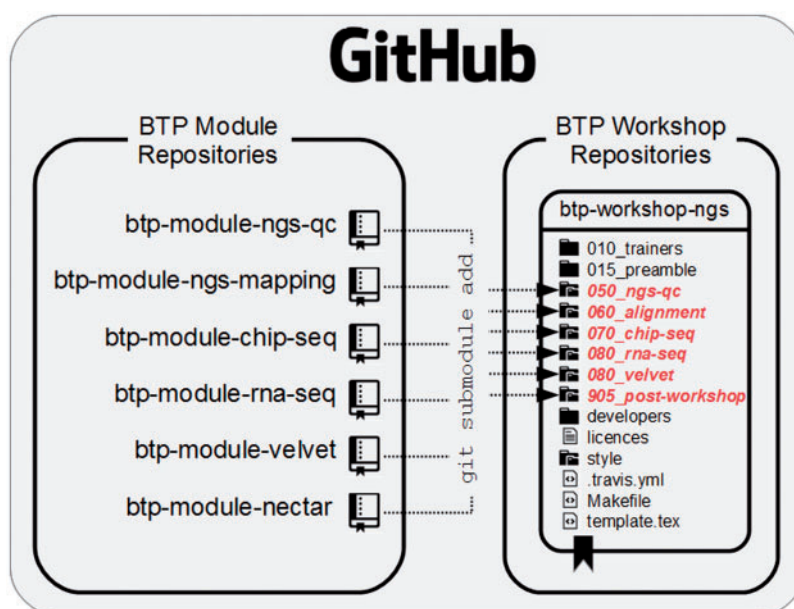 GitHub
BTP Module
Repositories
btp-module-ngs-qc
btp-module-ngs-mapping
btp-module-chip-seq
btp-module-rna-seq
btp-module-velvet
btp-module-nectar
git submodule add
BTP Workshop
Repositories
btp-workshop-ngs
010_trainers
015_preamble
050_ngs-qc
060_alignment
070_chip-seq
080_rna-seq
080_velvet
905_post-workshop
developers
licences
style
.travis.yml
Makefile
template.tex